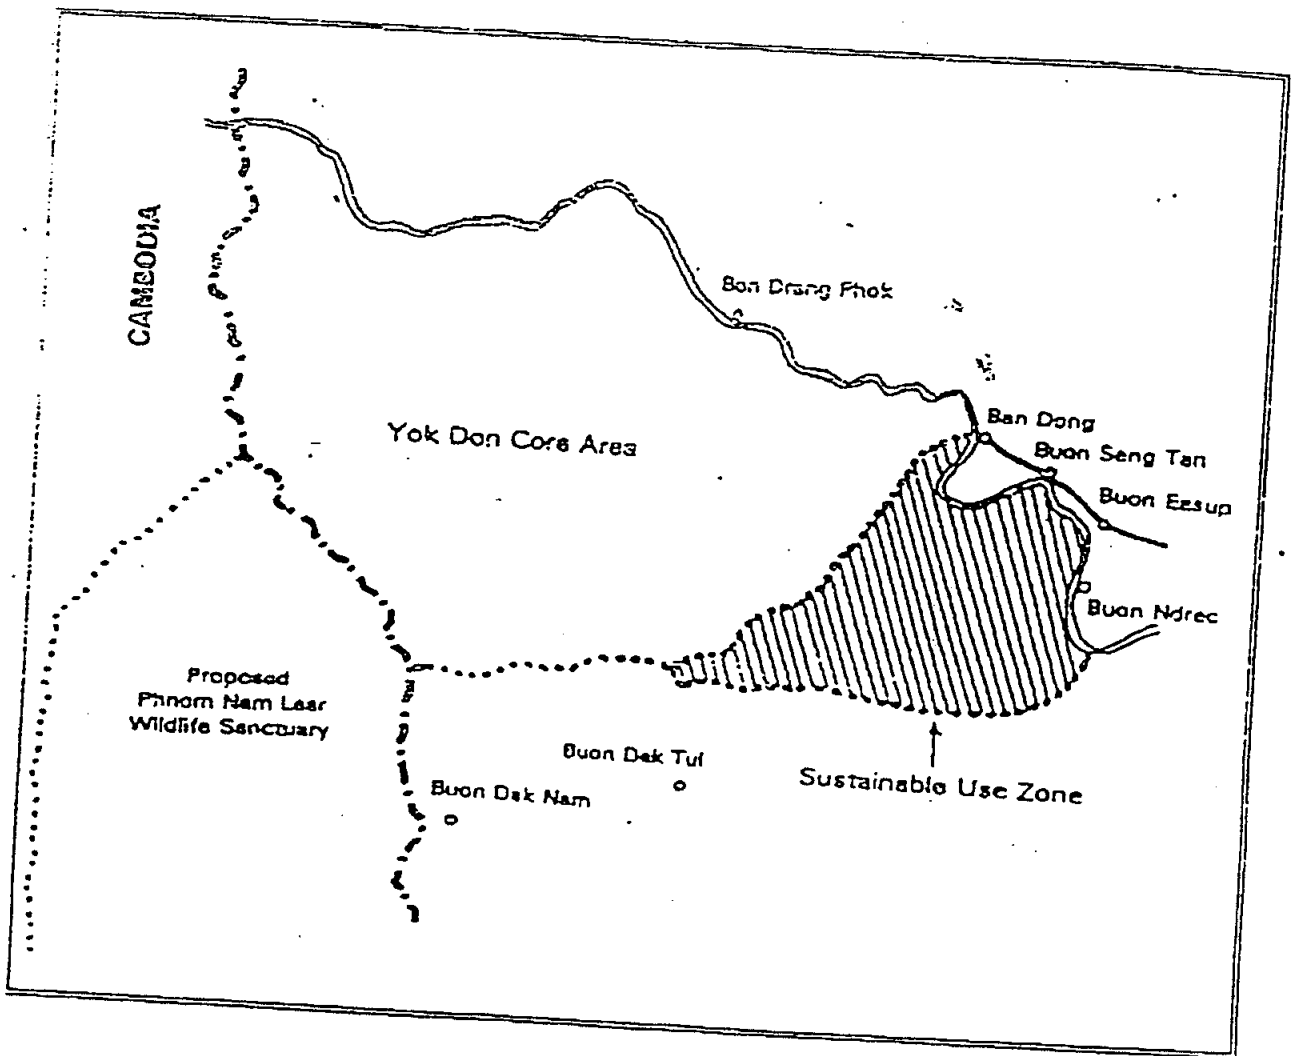 CAMBODIA
Ban Drang Phok
Yok Don Core Area
Ban Dong
Buon Seng Tan
Buon Eesup
Buon Ndrec
Proposed
Phnom Nam Lear
Wildlife Sanctuary
Buon Dak Tui
Buon Dak Nam
Sustainable Use Zone